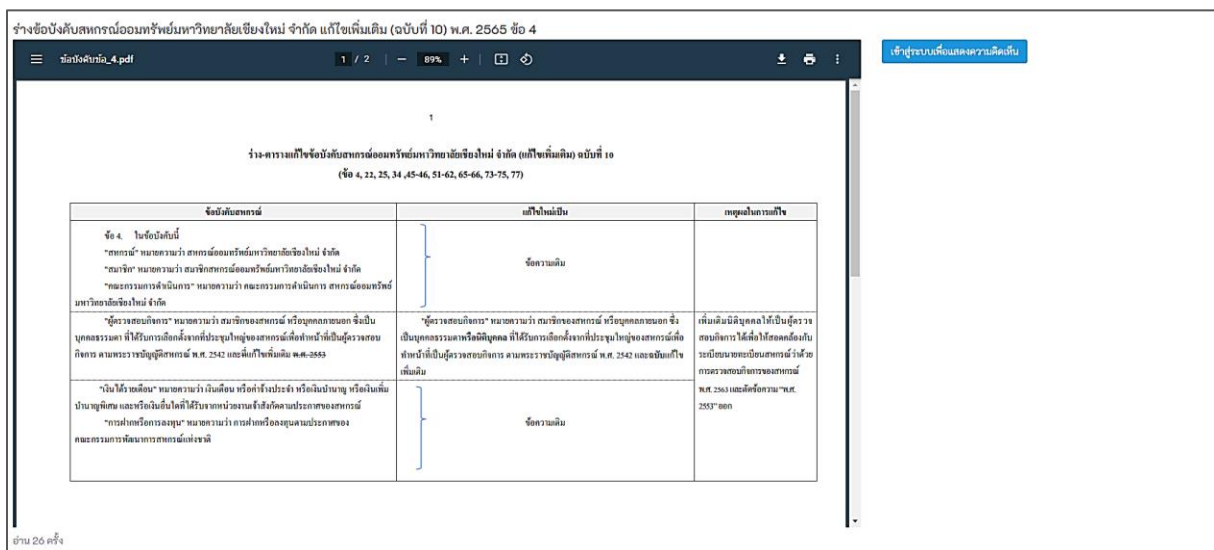 ร่างข้อบังคับสหกรณ์ออมทรัพย์มหาวิทยาลัยเชียงใหม่ จำกัด แก้ไขเพิ่มเติม (ฉบับที่ 10) พ.ศ. 2565 ข้อ 4
เข้าสู่ระบบเพื่อแสดงความคิดเห็น
ข้อบังคับข้อ_4.pdf
1 / 2
89%
1
ร่าง-ตารางแก้ไขข้อบังคับสหกรณ์ออมทรัพย์มหาวิทยาลัยเชียงใหม่ จำกัด (แก้ไขเพิ่มเติม) ฉบับที่ 10
(ข้อ 4, 22, 25, 34 ,45-46, 51-62, 65-66, 73-75, 77)
ข้อบังคับสหกรณ์
แก้ไขใหม่เป็น
เหตุผลในการแก้ไข
ข้อ 4. ในข้อบังคับนี้
"สหกรณ์" หมายความว่า สหกรณ์ออมทรัพย์มหาวิทยาลัยเชียงใหม่ จำกัด
"สมาชิก" หมายความว่า สมาชิกสหกรณ์ออมทรัพย์มหาวิทยาลัยเชียงใหม่ จำกัด
"คณะกรรมการดำเนินการ" หมายความว่า คณะกรรมการดำเนินการ สหกรณ์ออมทรัพย์
มหาวิทยาลัยเชียงใหม่ จำกัด
ข้อความเดิม
"ผู้ตรวจสอบกิจการ" หมายความว่า สมาชิกของสหกรณ์ หรือบุคคลภายนอก ซึ่งเป็น
บุคคลธรรมดา ที่ได้รับการเลือกตั้งจากที่ประชุมใหญ่ของสหกรณ์เพื่อทำหน้าที่เป็นผู้ตรวจสอบ
กิจการ ตามพระราชบัญญัติสหกรณ์ พ.ศ. 2542 และที่แก้ไขเพิ่มเติม พ.ศ. 2553
"ผู้ตรวจสอบกิจการ" หมายความว่า สมาชิกของสหกรณ์ หรือบุคคลภายนอก ซึ่ง
เป็นบุคคลธรรมดาหรือนิติบุคคล ที่ได้รับการเลือกตั้งจากที่ประชุมใหญ่ของสหกรณ์เพื่อ
ทำหน้าที่เป็นผู้ตรวจสอบกิจการ ตามพระราชบัญญัติสหกรณ์ พ.ศ. 2542 และฉบับแก้ไข
เพิ่มเติม
เพิ่มเติมนิติบุคคลให้เป็นผู้ตรวจ
สอบกิจการได้เพื่อให้สอดคล้องกับ
ระเบียบนายทะเบียนสหกรณ์ ว่าด้วย
การตรวจสอบกิจการของสหกรณ์
พ.ศ. 2563 และตัดข้อความ "พ.ศ.
2553" ออก
"เงินได้รายเดือน" หมายความว่า เงินเดือน หรือค่าจ้างประจำ หรือเงินบำนาญ หรือเงินเพิ่ม
บำนาญพิเศษ และหรือเงินอื่นใดที่ได้รับจากหน่วยงานเจ้าสังกัดตามประกาศของสหกรณ์
"การฝากหรือการลงทุน" หมายความว่า การฝากหรือลงทุนตามประกาศของ
คณะกรรมการพัฒนาการสหกรณ์แห่งชาติ
ข้อความเดิม
อ่าน 26 ครั้ง